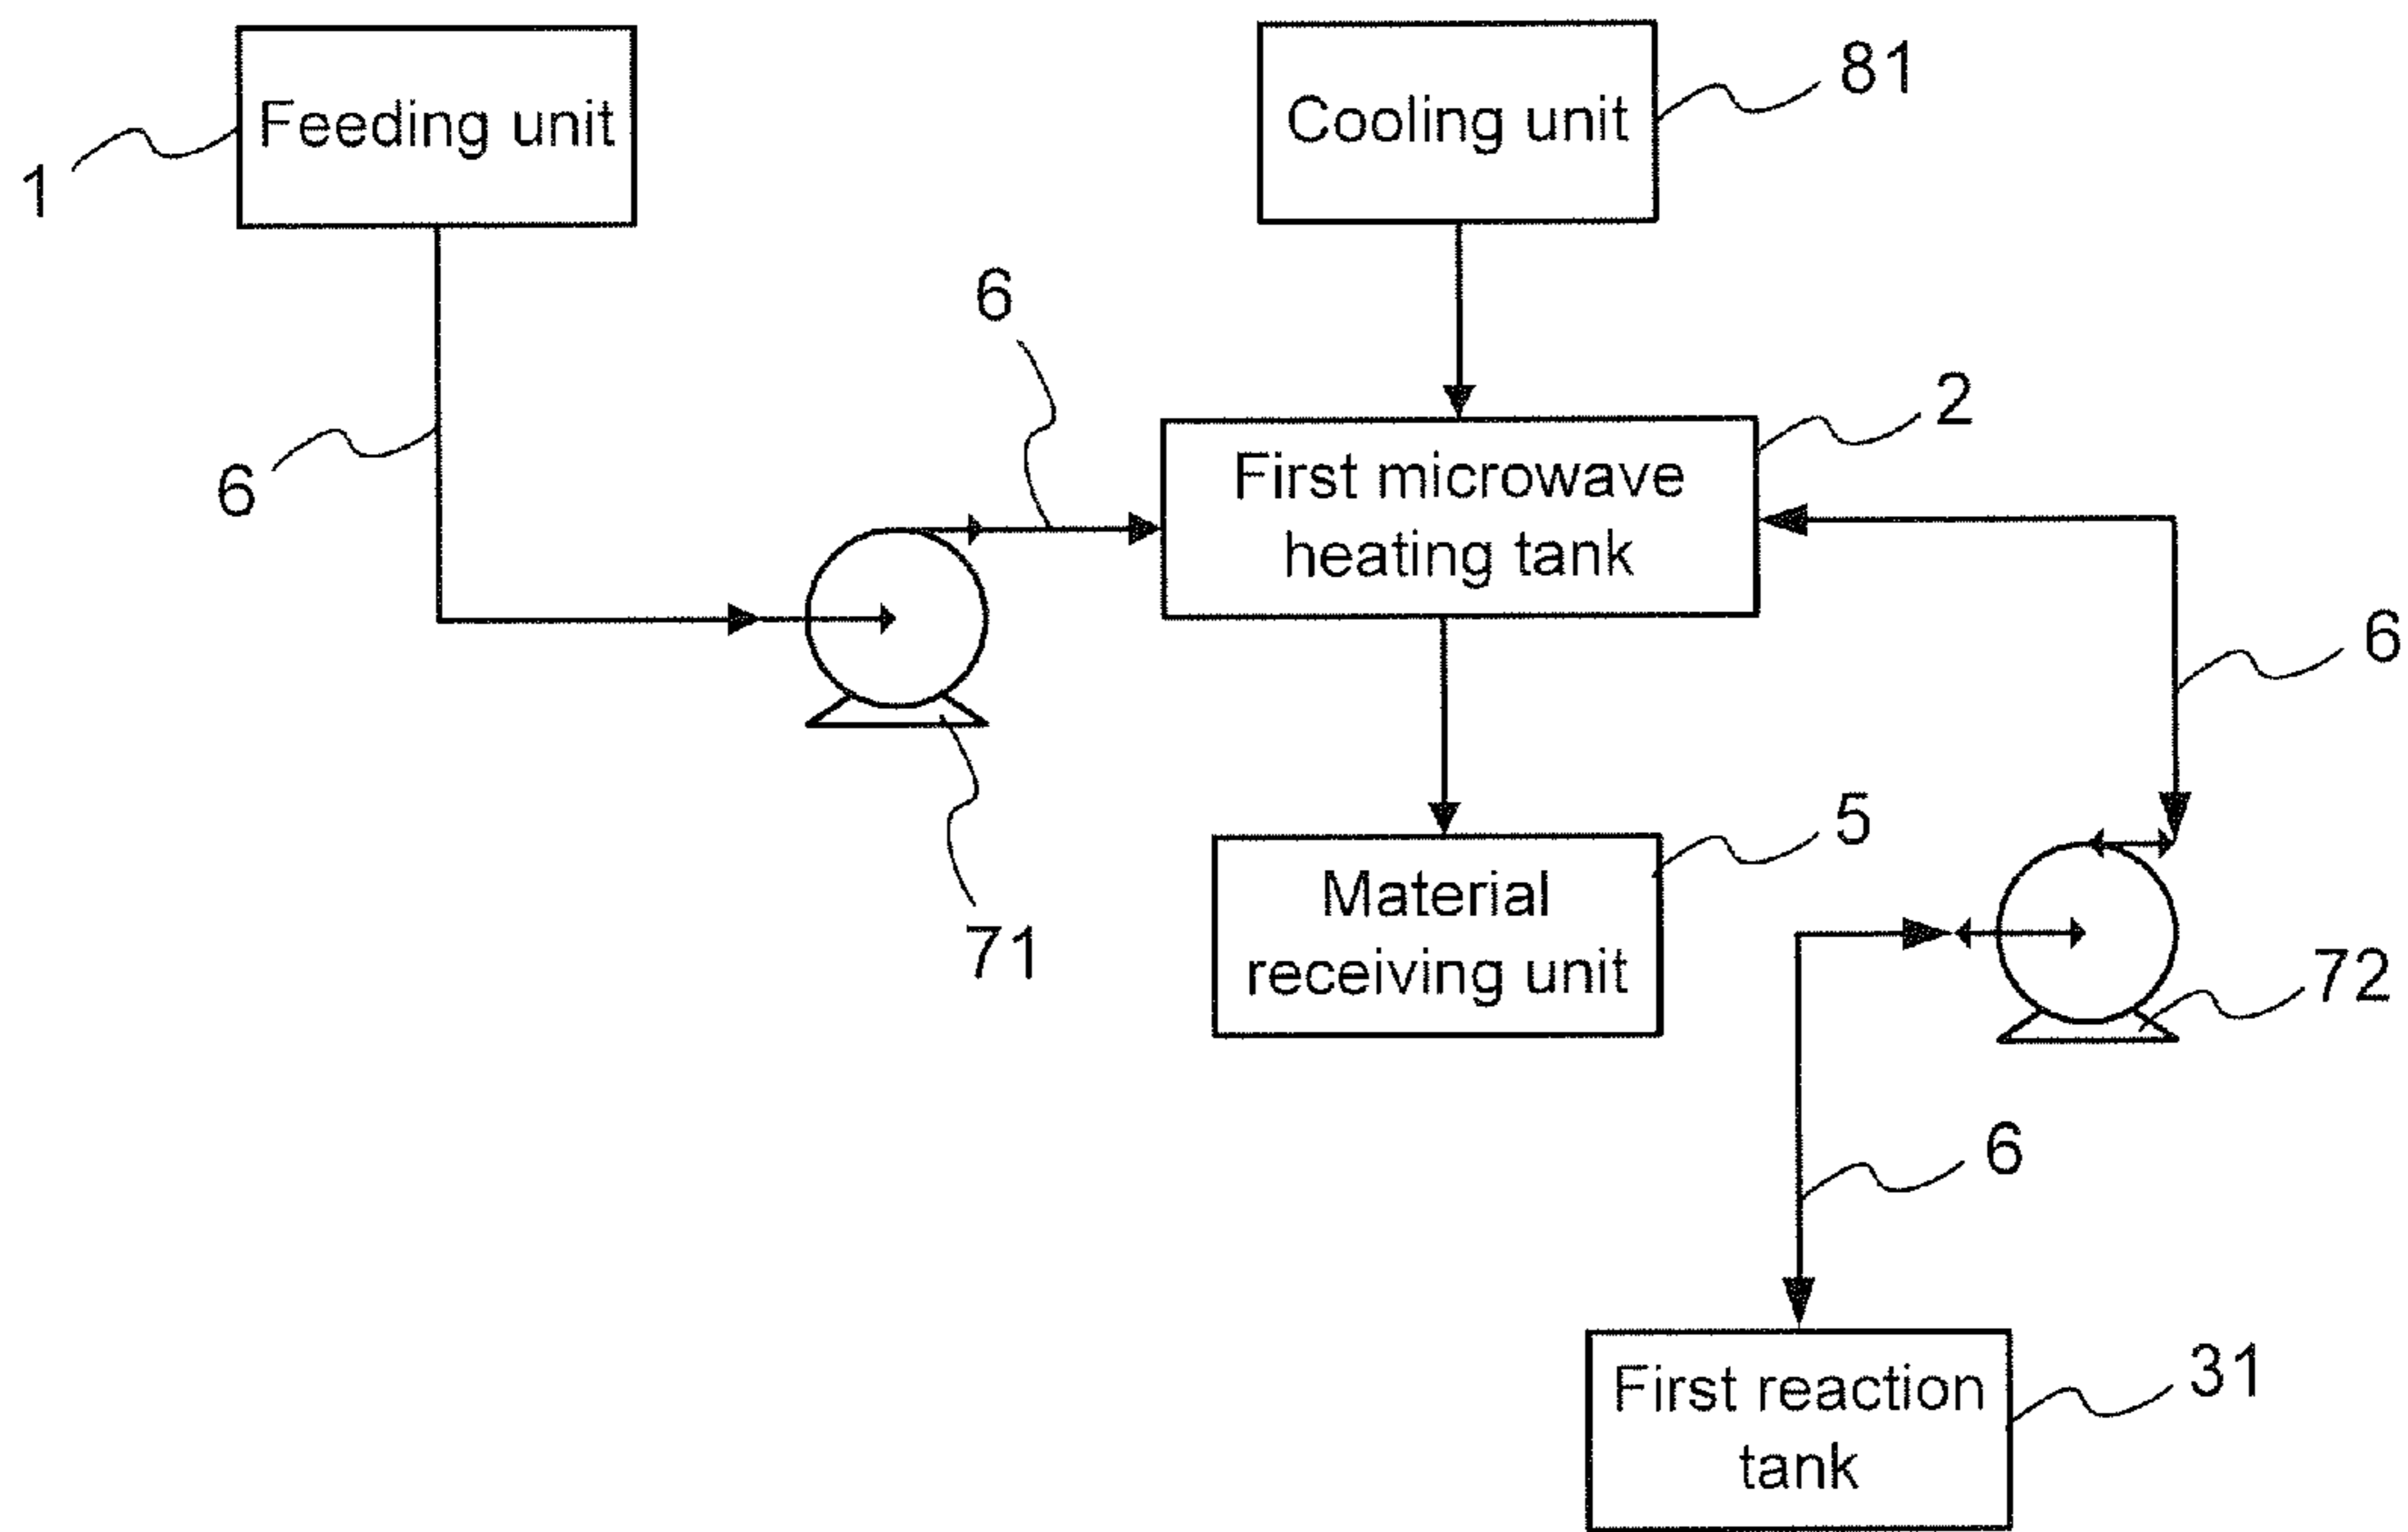 Feeding unit
1
Cooling unit
81
6
6
First microwave
heating tank
2
6
71
Material
receiving unit
5
72
6
First reaction
tank
31